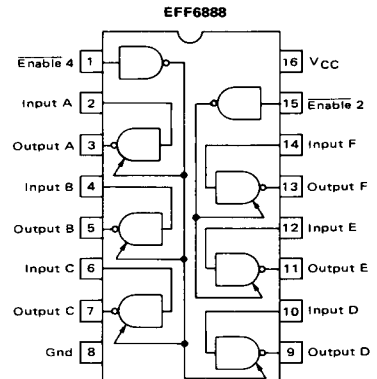 EFF6888
Enable 4 1
Input A 2
Output A 3
Input B 4
Output B 5
Input C 6
Output C 7
Gnd 8
16 VCC
15 Enable 2
14 Input F
13 Output F
12 Input E
11 Output E
10 Input D
9 Output D